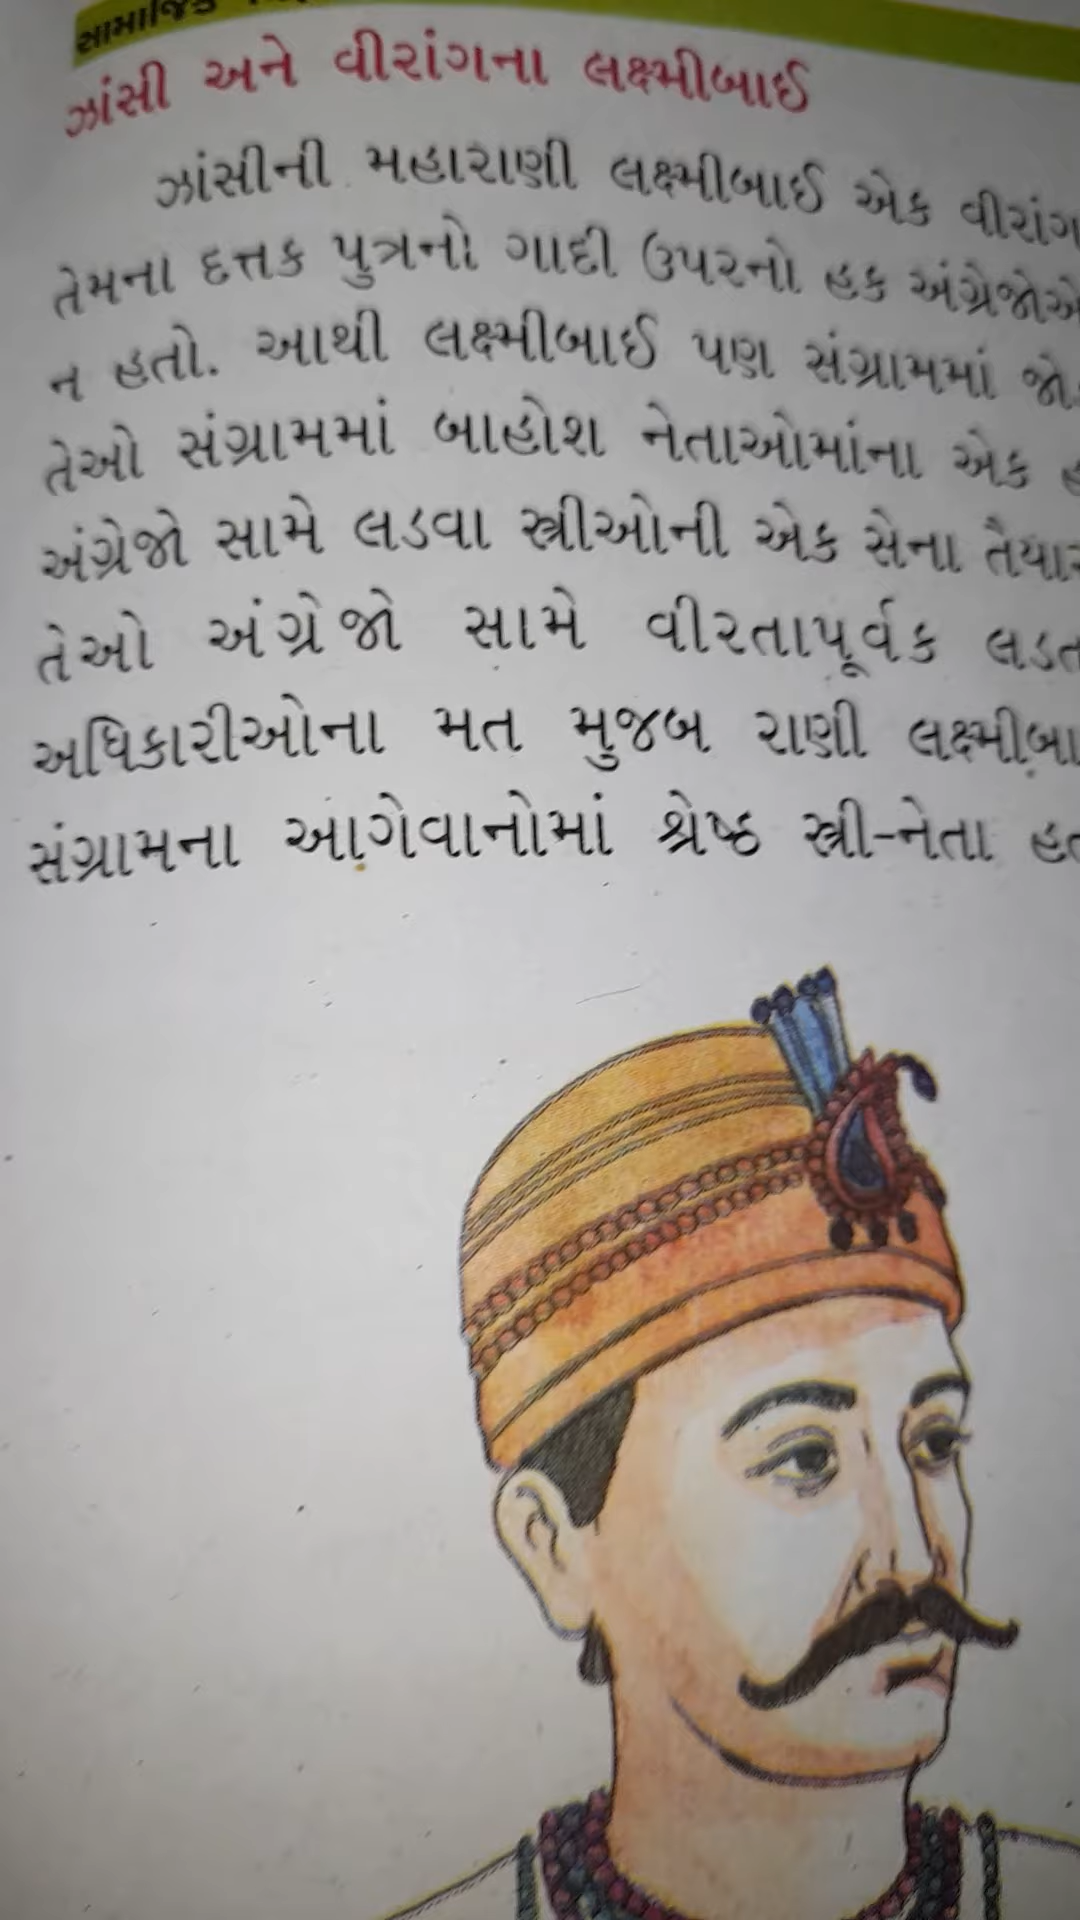 સામાજિક
ઝાંસી અને વીરાંગના લક્ષ્મીબાઈ
ઝાંસીની મહારાણી લક્ષ્મીબાઈ એક
તેમના દત્તક પુત્રનો ગાદી ઉપરનો હક
ન હતો. આથી લક્ષ્મીબાઈ પણ સંગ્રામમાં
તેઓ સંગ્રામમાં બાહોશ નેતાઓમાંના એક
અંગ્રેજો સામે લડવા સ્ત્રીઓની એક સેના
તેઓ અંગ્રેજો સામે વીરતાપૂર્વક
અધિકારીઓના મત મુજબ રાણી
સંગ્રામના આગેવાનોમાં શ્રેષ્ઠ સ્ત્રી-નેતા